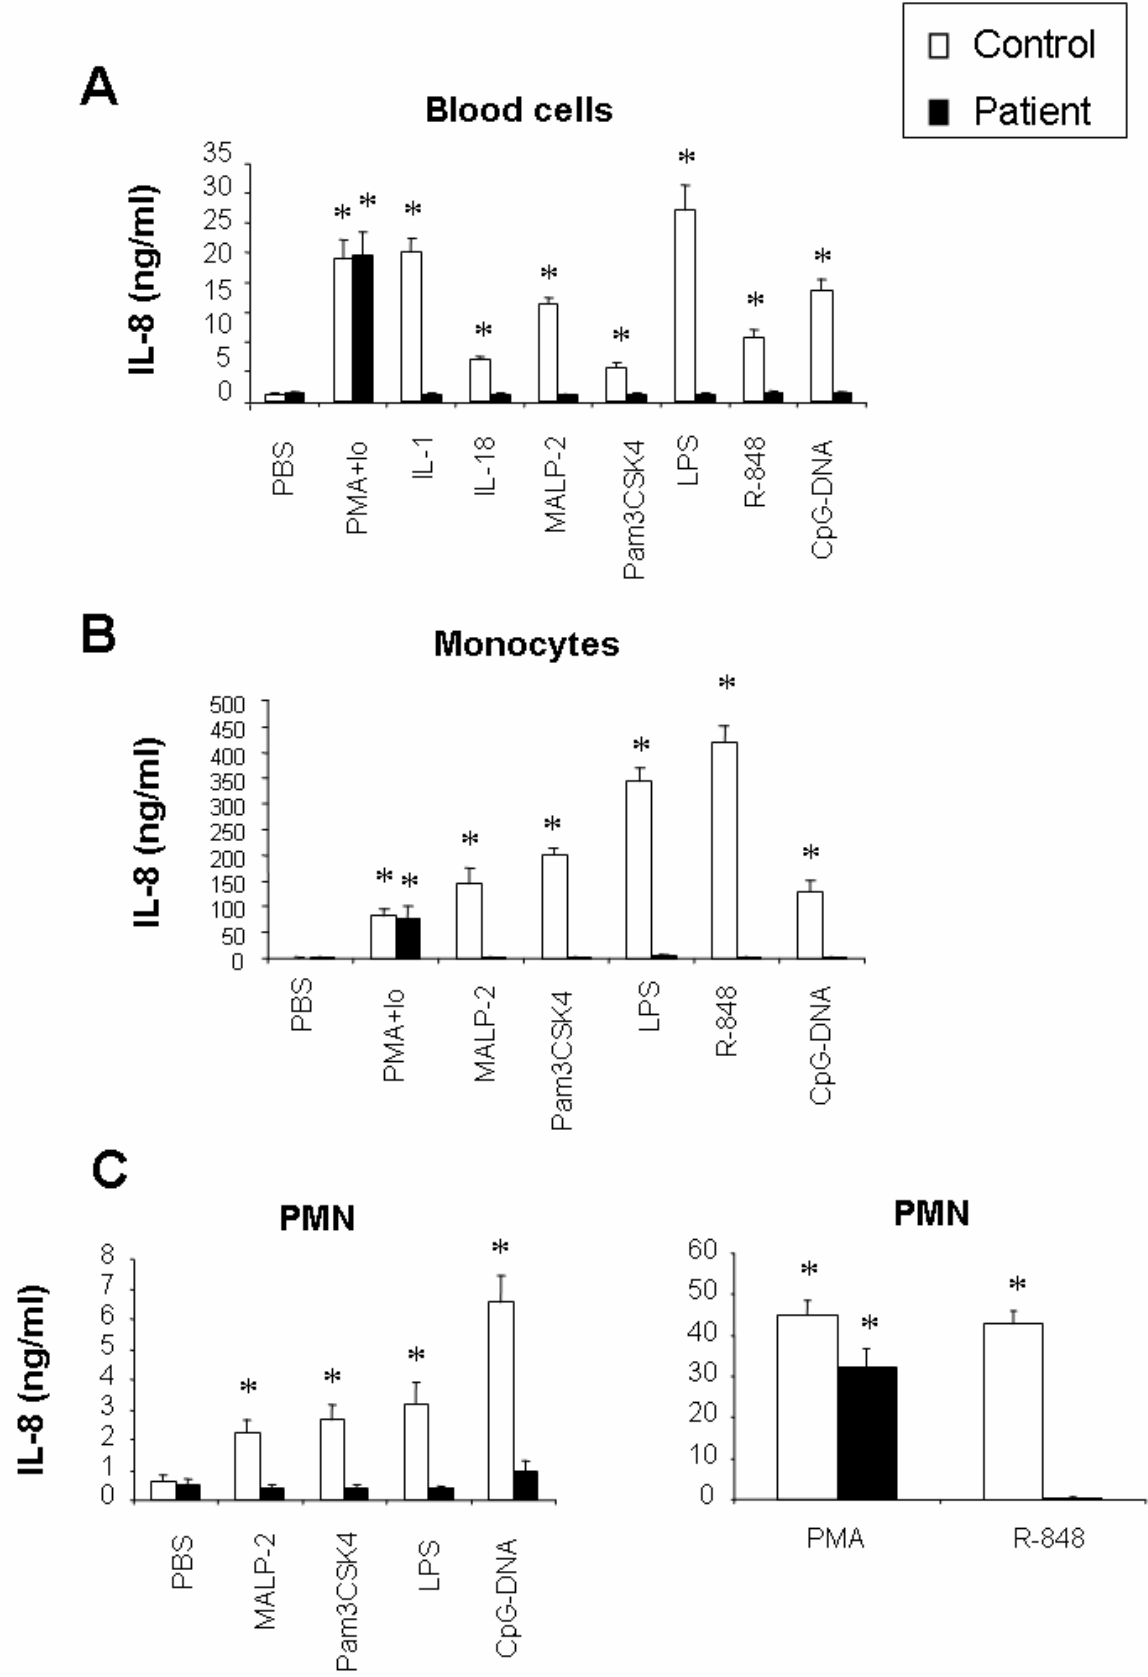 Control
Patient
A
Blood cells
IL-8 (ng/ml)
35
30
25
20
15
10
5
0
* * * * * * * * *
PBS
PMA+Io
IL-1
IL-18
MALP-2
Pam3CSK4
LPS
R-848
CpG-DNA
B
Monocytes
IL-8 (ng/ml)
500
450
400
350
300
250
200
150
100
50
0
* * * * * * *
PBS
PMA+Io
MALP-2
Pam3CSK4
LPS
R-848
CpG-DNA
C
PMN
IL-8 (ng/ml)
8
7
6
5
4
3
2
1
0
* * * *
PBS
MALP-2
Pam3CSK4
LPS
CpG-DNA
PMN
60
50
40
30
20
10
0
* * *
PMA
R-848